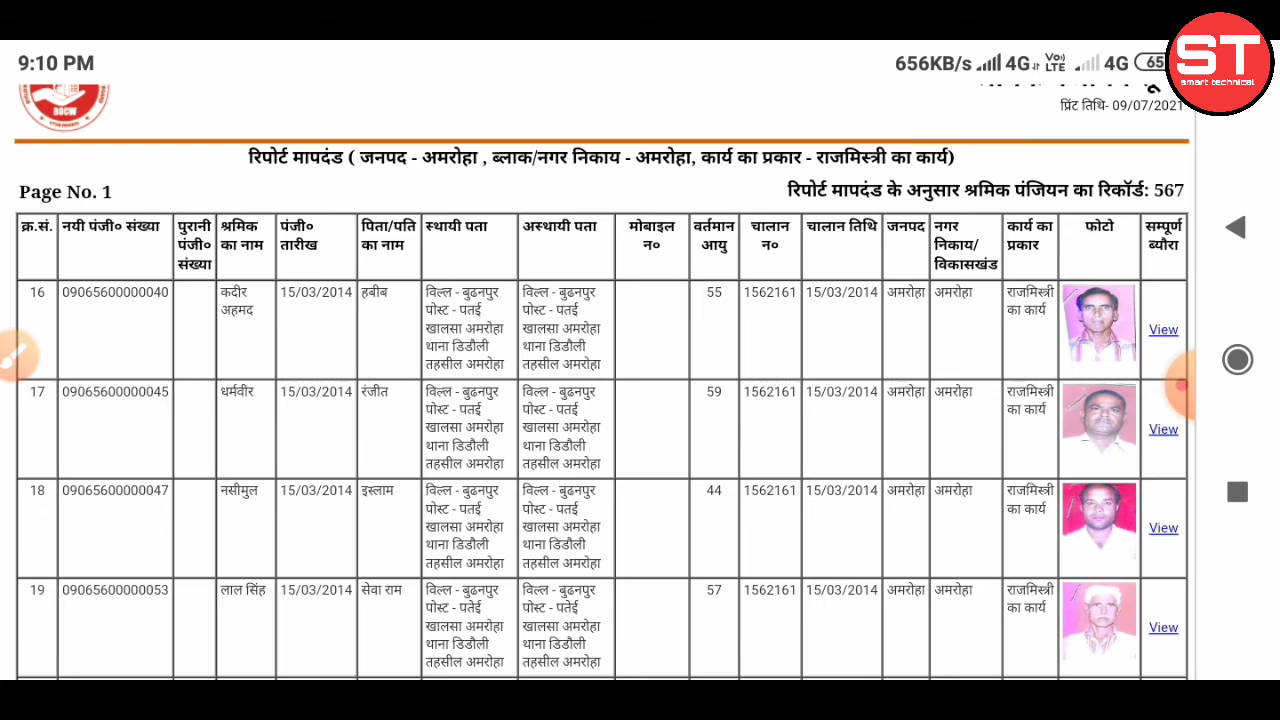 9:10 PM
656KB/s 4G VoLTE 4G 65
ST
smart technical
BOCW
प्रिंट तिथि- 09/07/2021
रिपोर्ट मापदंड ( जनपद - अमरोहा , ब्लाक/नगर निकाय - अमरोहा, कार्य का प्रकार - राजमिस्त्री का कार्य)
Page No. 1
रिपोर्ट मापदंड के अनुसार श्रमिक पंजियन का रिकॉर्ड: 567
क्र.सं. नयी पंजी० संख्या पुरानी श्रमिक पंजी० पिता/पति स्थायी पता अस्थायी पता मोबाइल वर्तमान चालान चालान तिथि जनपद नगर कार्य का फोटो सम्पूर्ण
पंजी० का नाम तारीख का नाम न० आयु न० निकाय/ प्रकार ब्यौरा
संख्या विकासखंड
16 09065600000040 कदीर 15/03/2014 हबीब विल्ल - बुढनपुर विल्ल - बुढनपुर 55 1562161 15/03/2014 अमरोहा अमरोहा राजमिस्त्री
अहमद पोस्ट - पतई पोस्ट - पतई का कार्य
खालसा अमरोहा खालसा अमरोहा View
थाना डिडौली थाना डिडौली
तहसील अमरोहा तहसील अमरोहा
17 09065600000045 धर्मवीर 15/03/2014 रंजीत विल्ल - बुढनपुर विल्ल - बुढनपुर 59 1562161 15/03/2014 अमरोहा अमरोहा राजमिस्त्री
पोस्ट - पतई पोस्ट - पतई का कार्य
खालसा अमरोहा खालसा अमरोहा View
थाना डिडौली थाना डिडौली
तहसील अमरोहा तहसील अमरोहा
18 09065600000047 नसीमुल 15/03/2014 इस्लाम विल्ल - बुढनपुर विल्ल - बुढनपुर 44 1562161 15/03/2014 अमरोहा अमरोहा राजमिस्त्री
पोस्ट - पतई पोस्ट - पतई का कार्य
खालसा अमरोहा खालसा अमरोहा View
थाना डिडौली थाना डिडौली
तहसील अमरोहा तहसील अमरोहा
19 09065600000053 लाल सिंह 15/03/2014 सेवा राम विल्ल - बुढनपुर विल्ल - बुढनपुर 57 1562161 15/03/2014 अमरोहा अमरोहा राजमिस्त्री
पोस्ट - पतेई पोस्ट - पतेई का कार्य
खालसा अमरोहा खालसा अमरोहा View
थाना डिडौली थाना डिडौली
तहसील अमरोहा तहसील अमरोहा